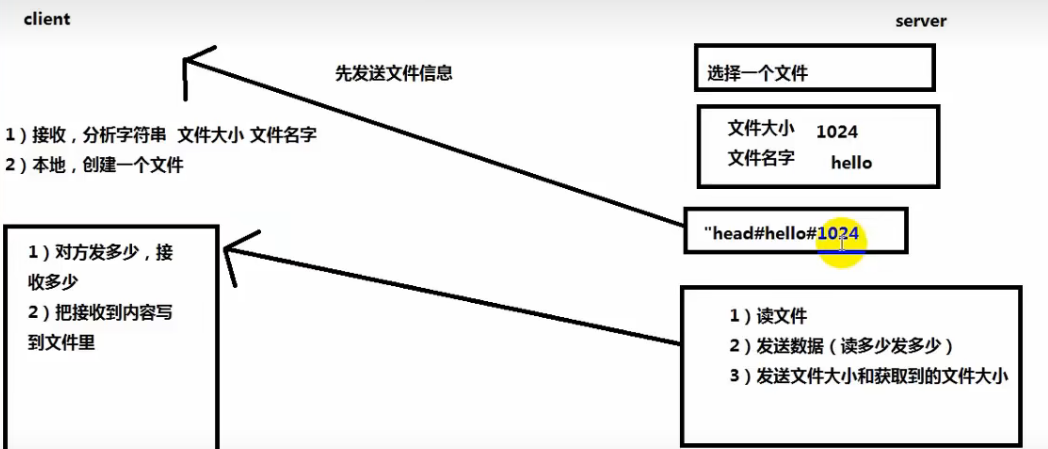 client
server
先发送文件信息
选择一个文件
文件大小 1024
文件名字 hello
1）接收，分析字符串 文件大小 文件名字
2）本地，创建一个文件
"head#hello#1024
1）对方发多少，接
收多少
2）把接收到内容写
到文件里
1）读文件
2）发送数据（读多少发多少）
3）发送文件大小和获取到的文件大小